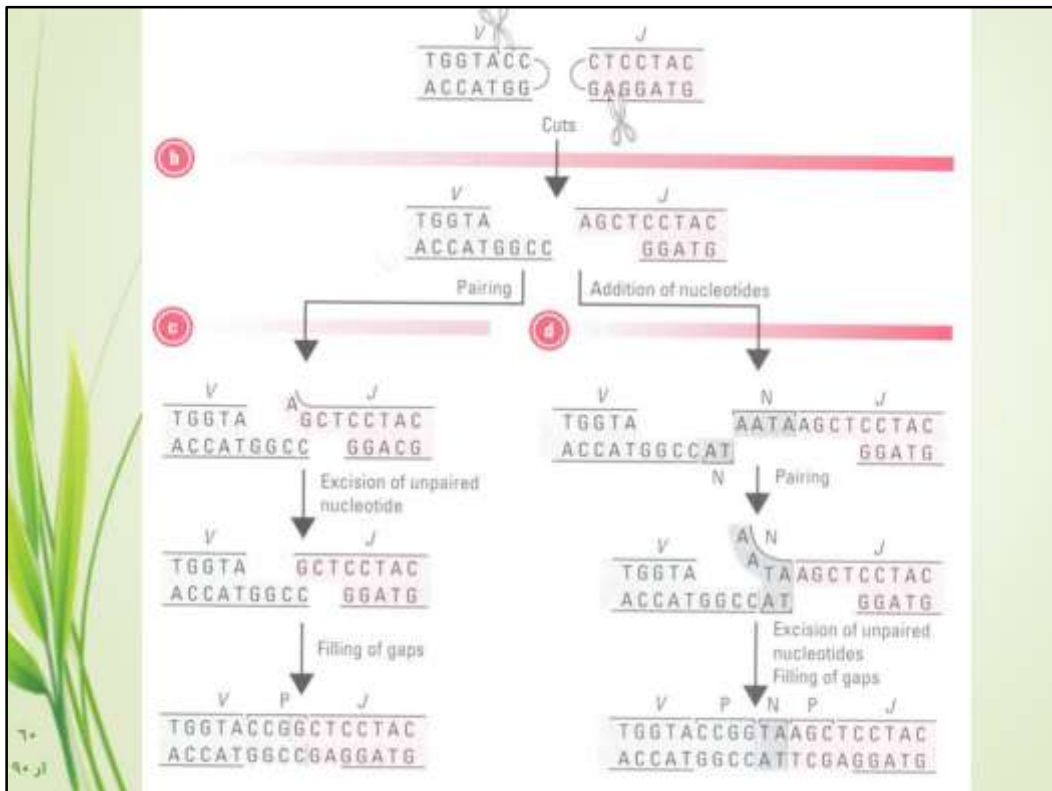 V J
TGGTACC CTCCTAC
ACCATGG GAGGATG
Cuts
b
V J
TGGTA AGCTCCTAC
ACCATGGCC GGATG
Pairing Addition of nucleotides
c d
V J
A
TGGTA GCTCCTAC
ACCATGGCC GGACG
Excision of unpaired
nucleotide
V J
TGGTA GCTCCTAC
ACCATGGCC GGATG
Filling of gaps
V P J
TGGTACCGGCTCCTAC
ACCATGGCCGAGGATG
V N J
TGGTA AATAAGCTCCTAC
ACCATGGCCAT GGATG
N
Pairing
A N
V J
A
TGGTA TAAGCTCCTAC
ACCATGGCCAT GGATG
Excision of unpaired
nucleotides
Filling of gaps
V P N P J
TGGTACCGGTAAGCTCCTAC
ACCATGGCCATTCGAGGATG
٦٠
از ٩٠